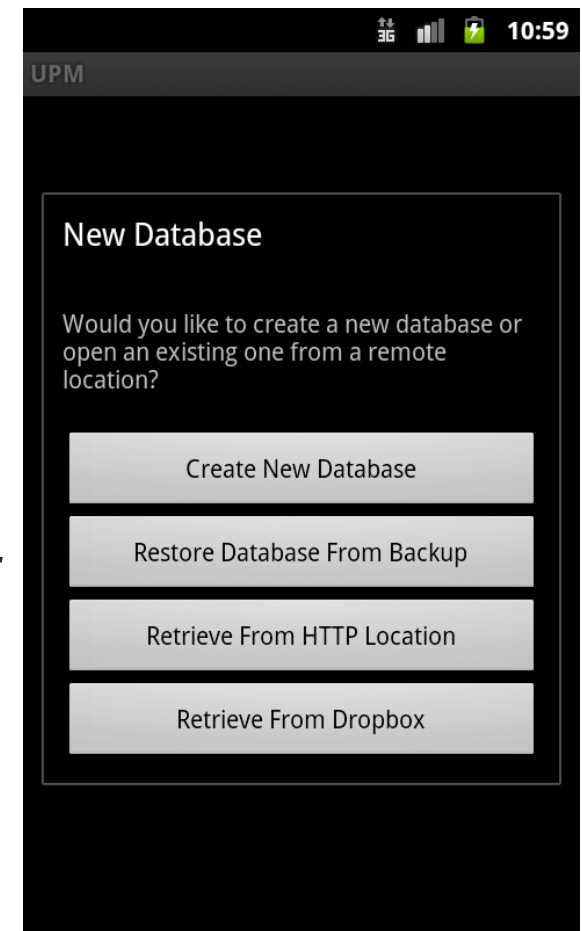 3G 10:59
UPM
New Database
Would you like to create a new database or
open an existing one from a remote
location?
Create New Database
Restore Database From Backup
Retrieve From HTTP Location
Retrieve From Dropbox